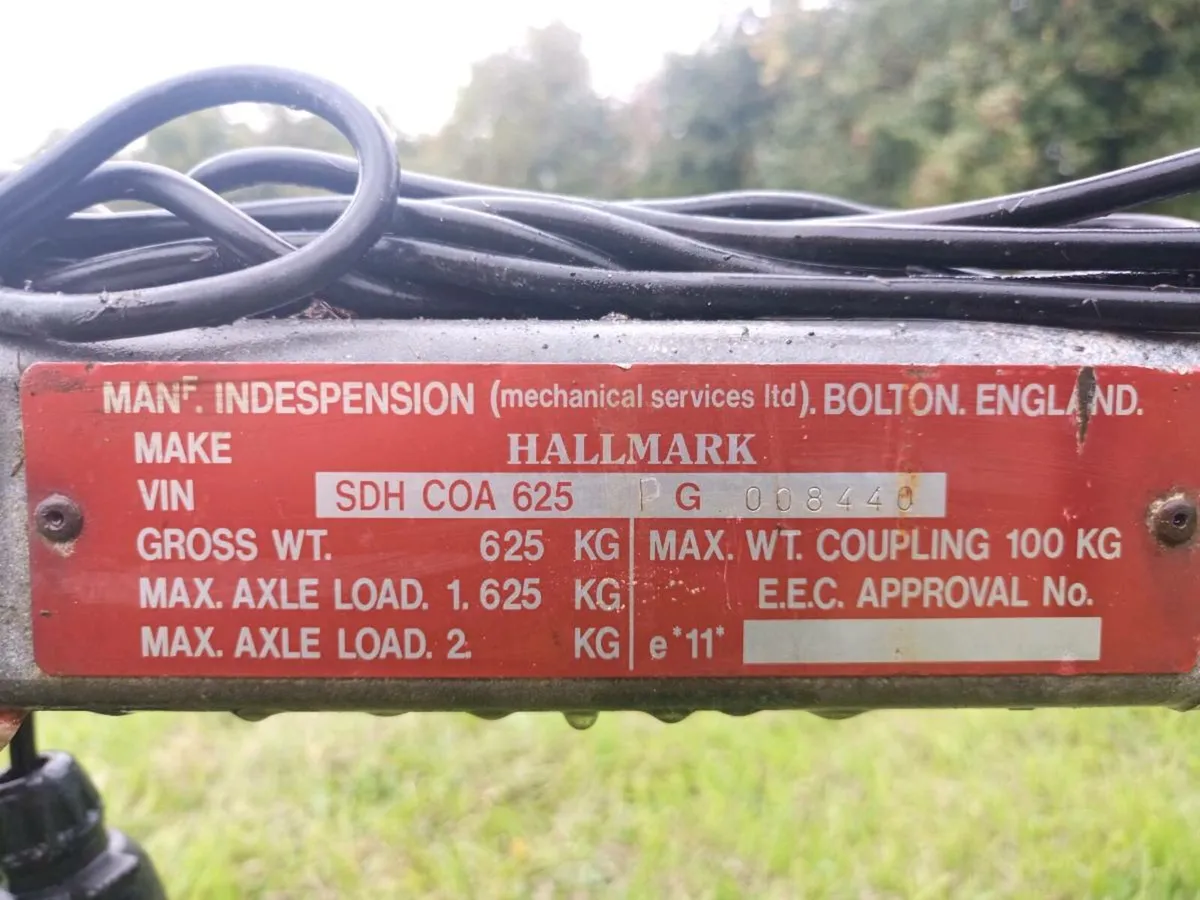 MANF. INDESPENSION (mechanical services ltd). BOLTON. ENGLAND.
MAKE HALLMARK
VIN SDH COA 625 P G 008440
GROSS WT. 625 KG MAX. WT. COUPLING 100 KG
MAX. AXLE LOAD. 1. 625 KG E.E.C. APPROVAL No.
MAX. AXLE LOAD. 2. KG e*11*